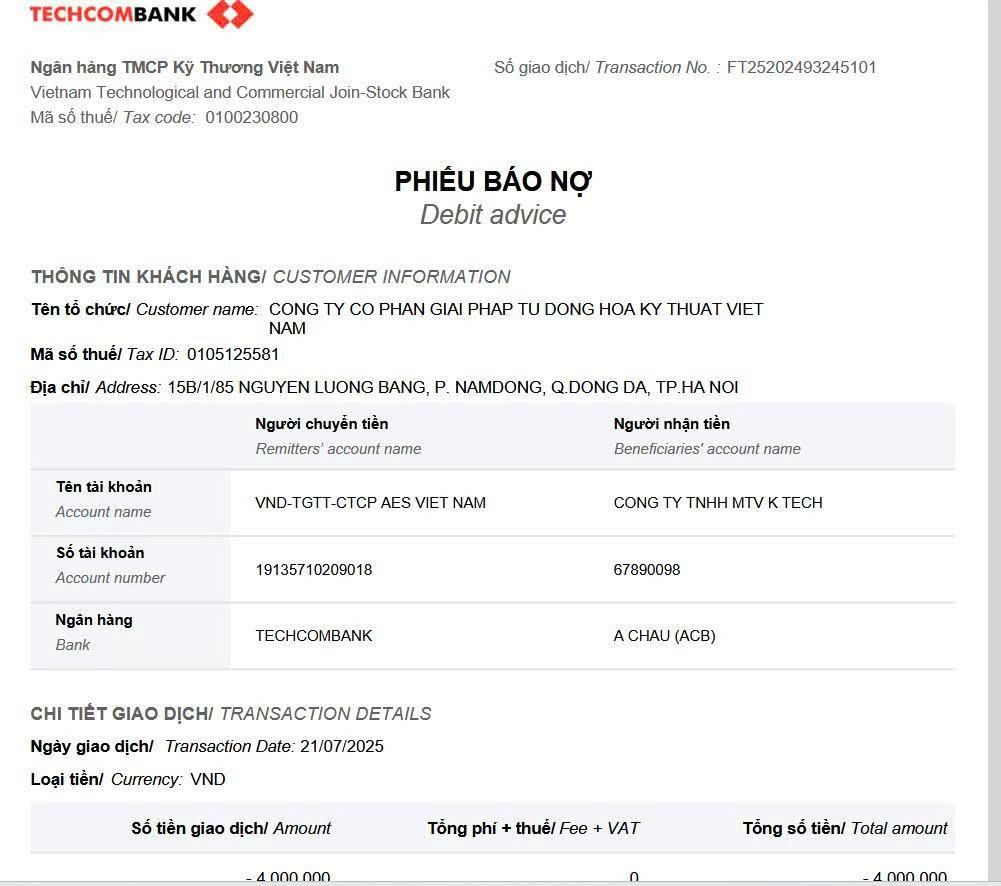 TECHCOMBANK
Ngân hàng TMCP Kỹ Thương Việt Nam
Số giao dịch/ Transaction No. : FT25202493245101
Vietnam Technological and Commercial Join-Stock Bank
Mã số thuế/ Tax code: 0100230800
PHIẾU BÁO NỢ
Debit advice
THÔNG TIN KHÁCH HÀNG/ CUSTOMER INFORMATION
Tên tổ chức/ Customer name: CONG TY CO PHAN GIAI PHAP TU DONG HOA KY THUAT VIET
NAM
Mã số thuế/ Tax ID: 0105125581
Địa chỉ/ Address: 15B/1/85 NGUYEN LUONG BANG, P. NAMDONG, Q.DONG DA, TP.HA NOI
Người chuyển tiền Người nhận tiền
Remitters' account name Beneficiaries' account name
Tên tài khoản
Account name
VND-TGTT-CTCP AES VIET NAM CONG TY TNHH MTV K TECH
Số tài khoản
Account number
19135710209018 67890098
Ngân hàng
Bank
TECHCOMBANK A CHAU (ACB)
CHI TIẾT GIAO DỊCH/ TRANSACTION DETAILS
Ngày giao dịch/ Transaction Date: 21/07/2025
Loại tiền/ Currency: VND
Số tiền giao dịch/ Amount Tổng phí + thuế/ Fee + VAT Tổng số tiền/ Total amount
- 4,000,000 0 - 4,000,000